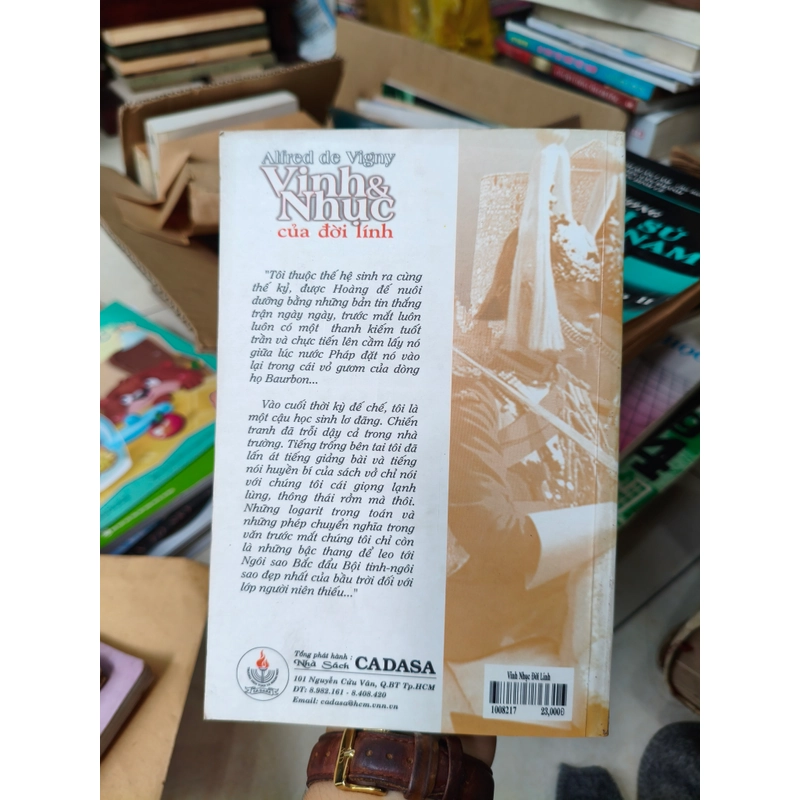 Alfred de Vigny
Vinh &
Nhục
của đời lính
"Tôi thuộc thế hệ sinh ra cùng
thế kỷ, được Hoàng đế nuôi
dưỡng bằng những bản tin thắng
trận ngày ngày, trước mắt luôn
luôn có một thanh kiếm tuốt
trần và chực tiến lên cầm lấy nó
giữa lúc nước Pháp đặt nó vào
lại trong cái vỏ gươm của dòng
họ Baurbon...
Vào cuối thời kỳ đế chế, tôi là
một cậu học sinh lơ đãng. Chiến
tranh đã trỗi dậy cả trong nhà
trường. Tiếng trống bên tai tôi đã
lấn át tiếng giảng bài và tiếng
nói huyền bí của sách vở chỉ nói
với chúng tôi cái giọng lạnh
lùng, thông thái rởm mà thôi.
Những logarit trong toán và
những phép chuyển nghĩa trong
văn trước mắt chúng tôi chỉ còn
là những bậc thang để leo tới
Ngôi sao Bắc đẩu Bội tinh-ngôi
sao đẹp nhất của bầu trời đối với
lớp người niên thiếu..."
Tổng phát hành :
Nhà Sách CADASA
101 Nguyễn Cửu Vân, Q.BT Tp.HCM
ĐT: 8.982.161 - 8.408.420
Email: cadasa@hcm.vnn.vn
Vinh Nhục Đời Lính
1008217 23,000Đ
SỬ
NAM